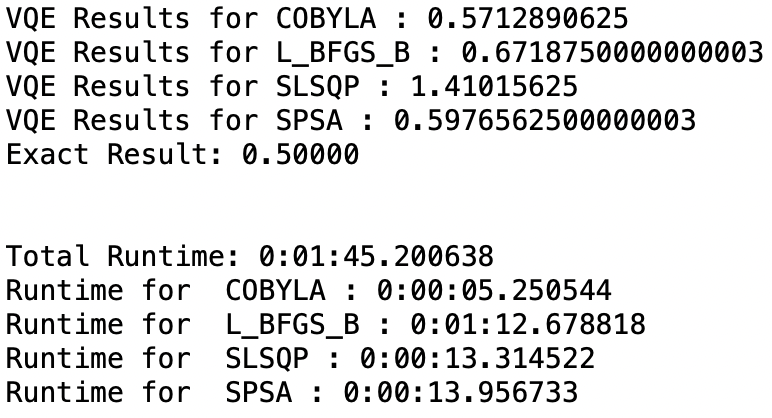 VQE Results for COBYLA : 0.5712890625
VQE Results for L_BFGS_B : 0.6718750000000003
VQE Results for SLSQP : 1.41015625
VQE Results for SPSA : 0.5976562500000003
Exact Result: 0.50000
Total Runtime: 0:01:45.200638
Runtime for  COBYLA : 0:00:05.250544
Runtime for  L_BFGS_B : 0:01:12.678818
Runtime for  SLSQP : 0:00:13.314522
Runtime for  SPSA : 0:00:13.956733